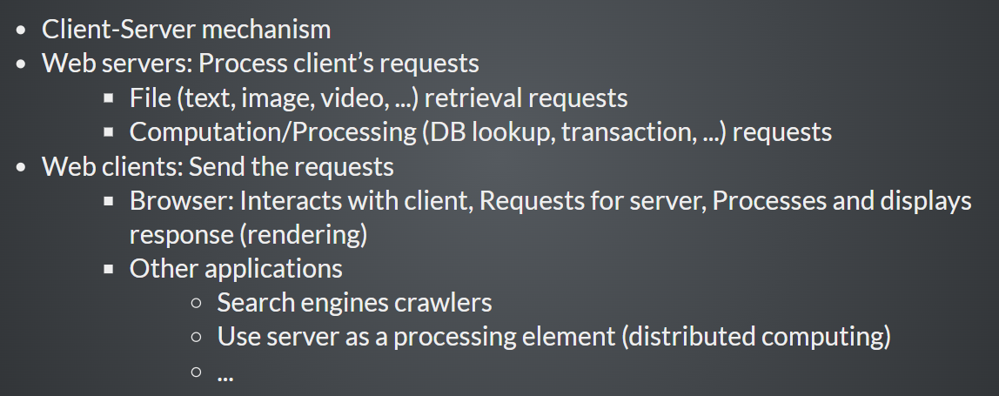 Client-Server mechanism
Web servers: Process client’s requests
File (text, image, video, ...) retrieval requests
Computation/Processing (DB lookup, transaction, ...) requests
Web clients: Send the requests
Browser: Interacts with client, Requests for server, Processes and displays
response (rendering)
Other applications
Search engines crawlers
Use server as a processing element (distributed computing)
...